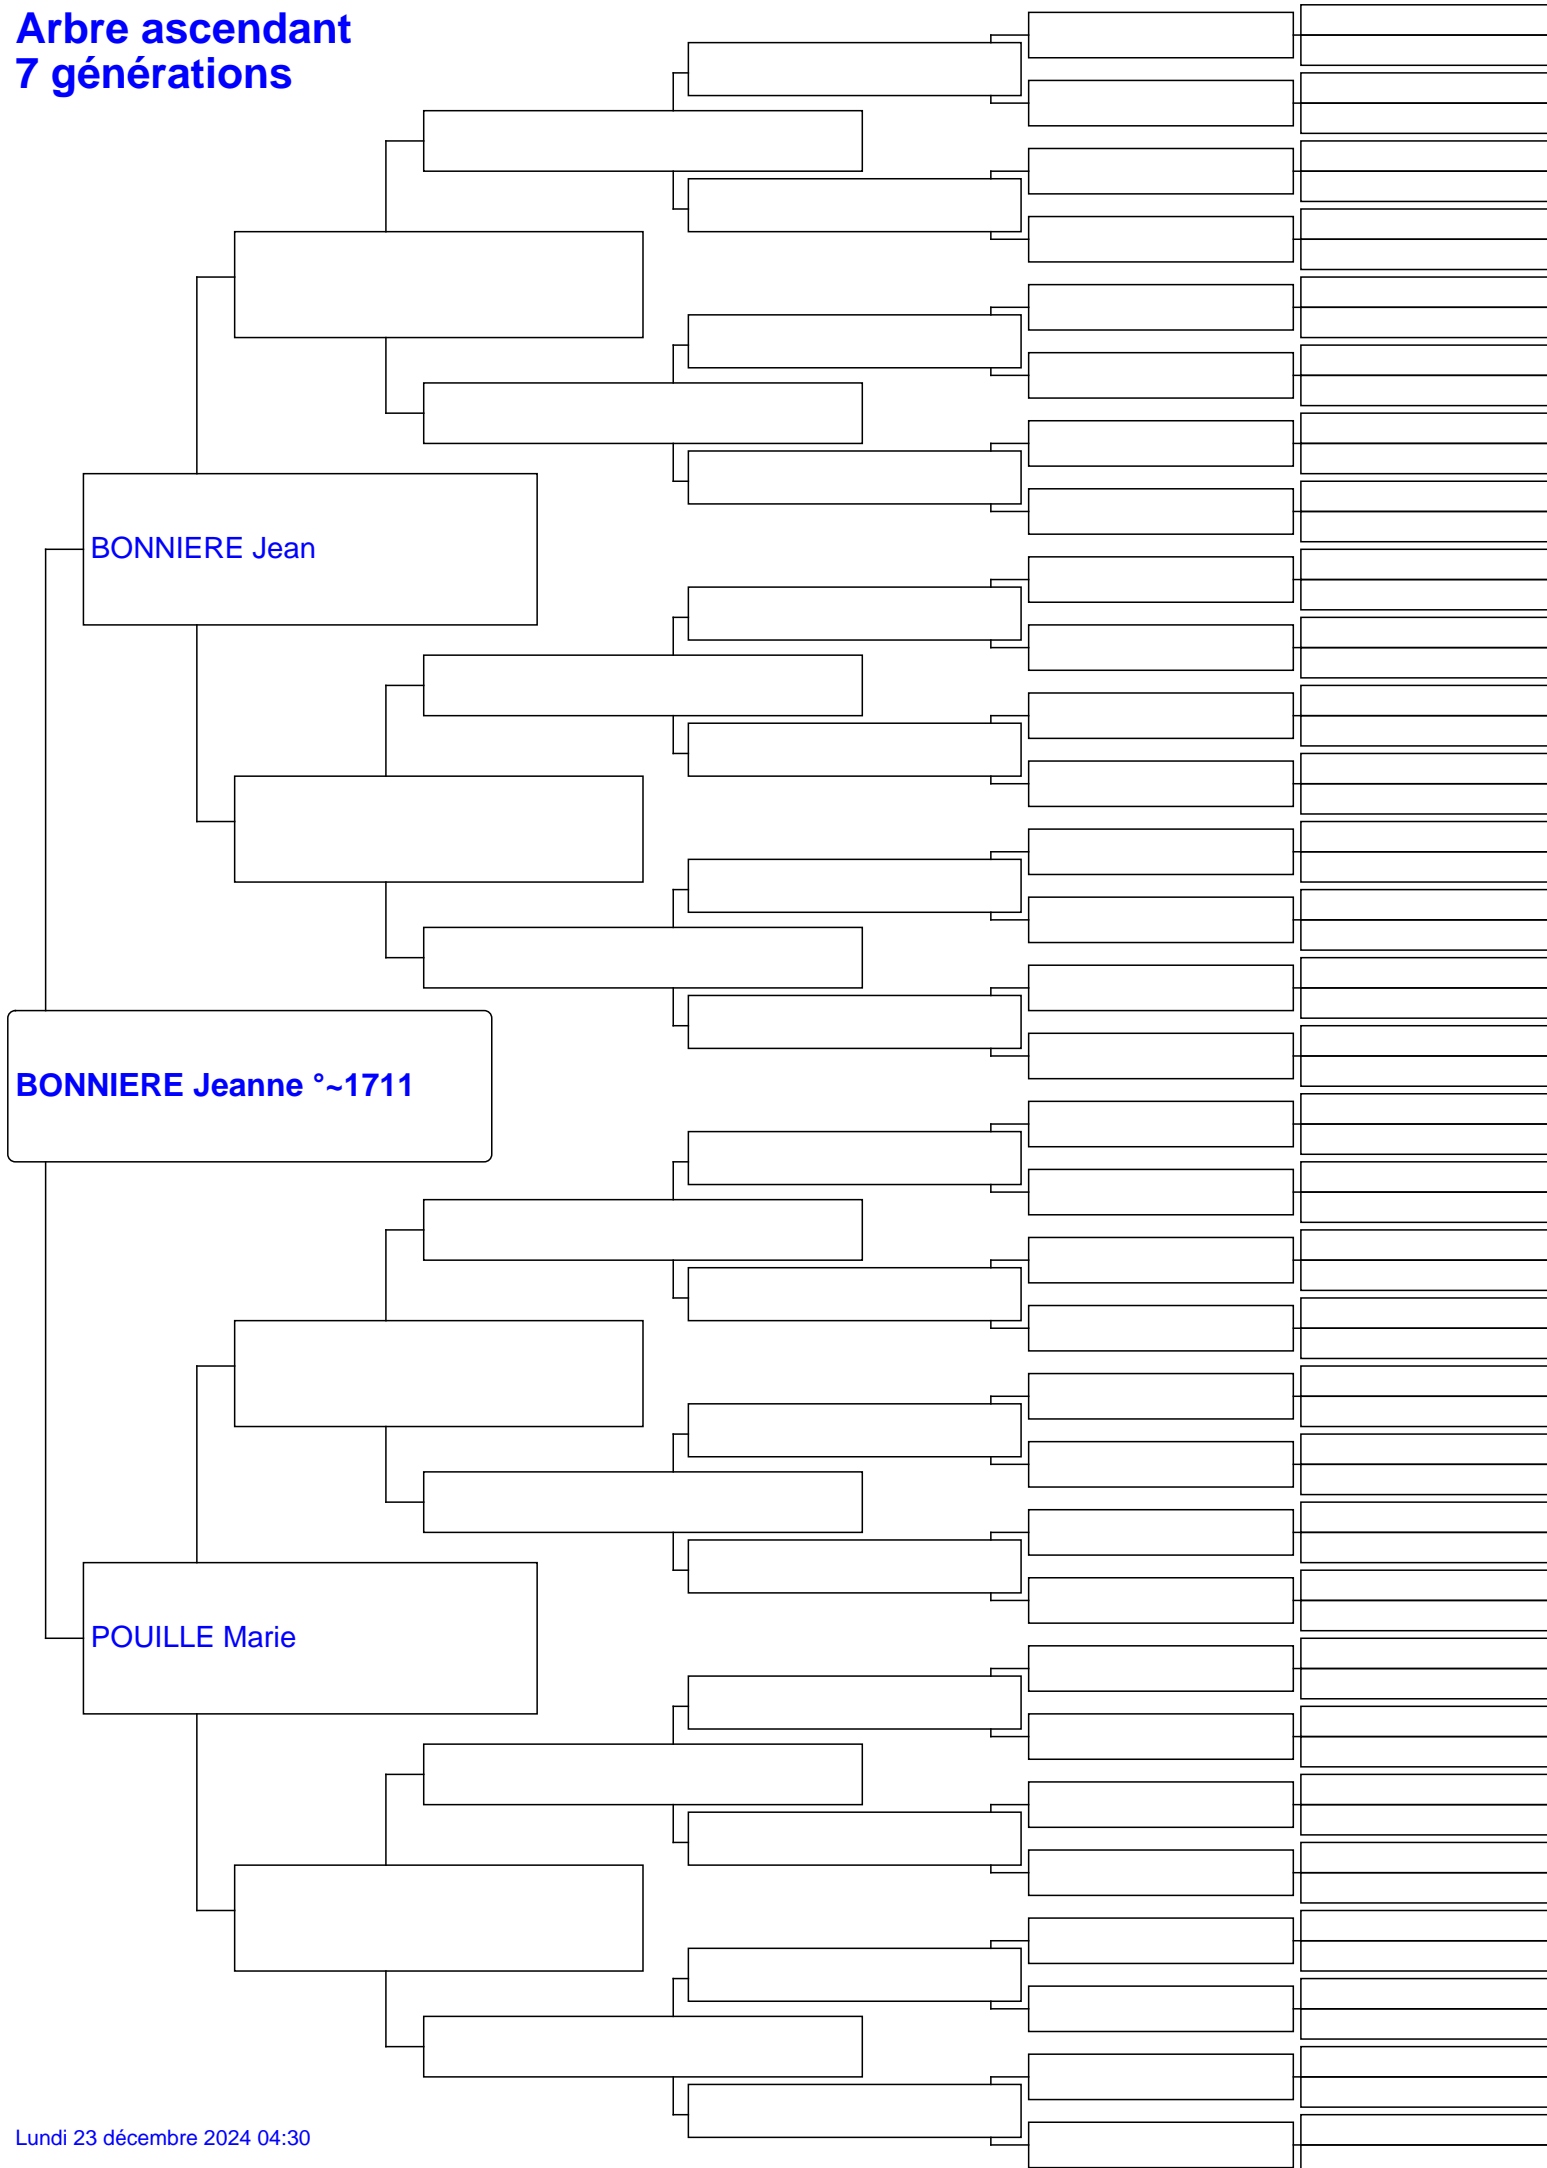 Arbre ascendant
7 générations
BONNIERE Jean
BONNIERE Jeanne °~1711
POUILLE Marie
Lundi 23 décembre 2024 04:30